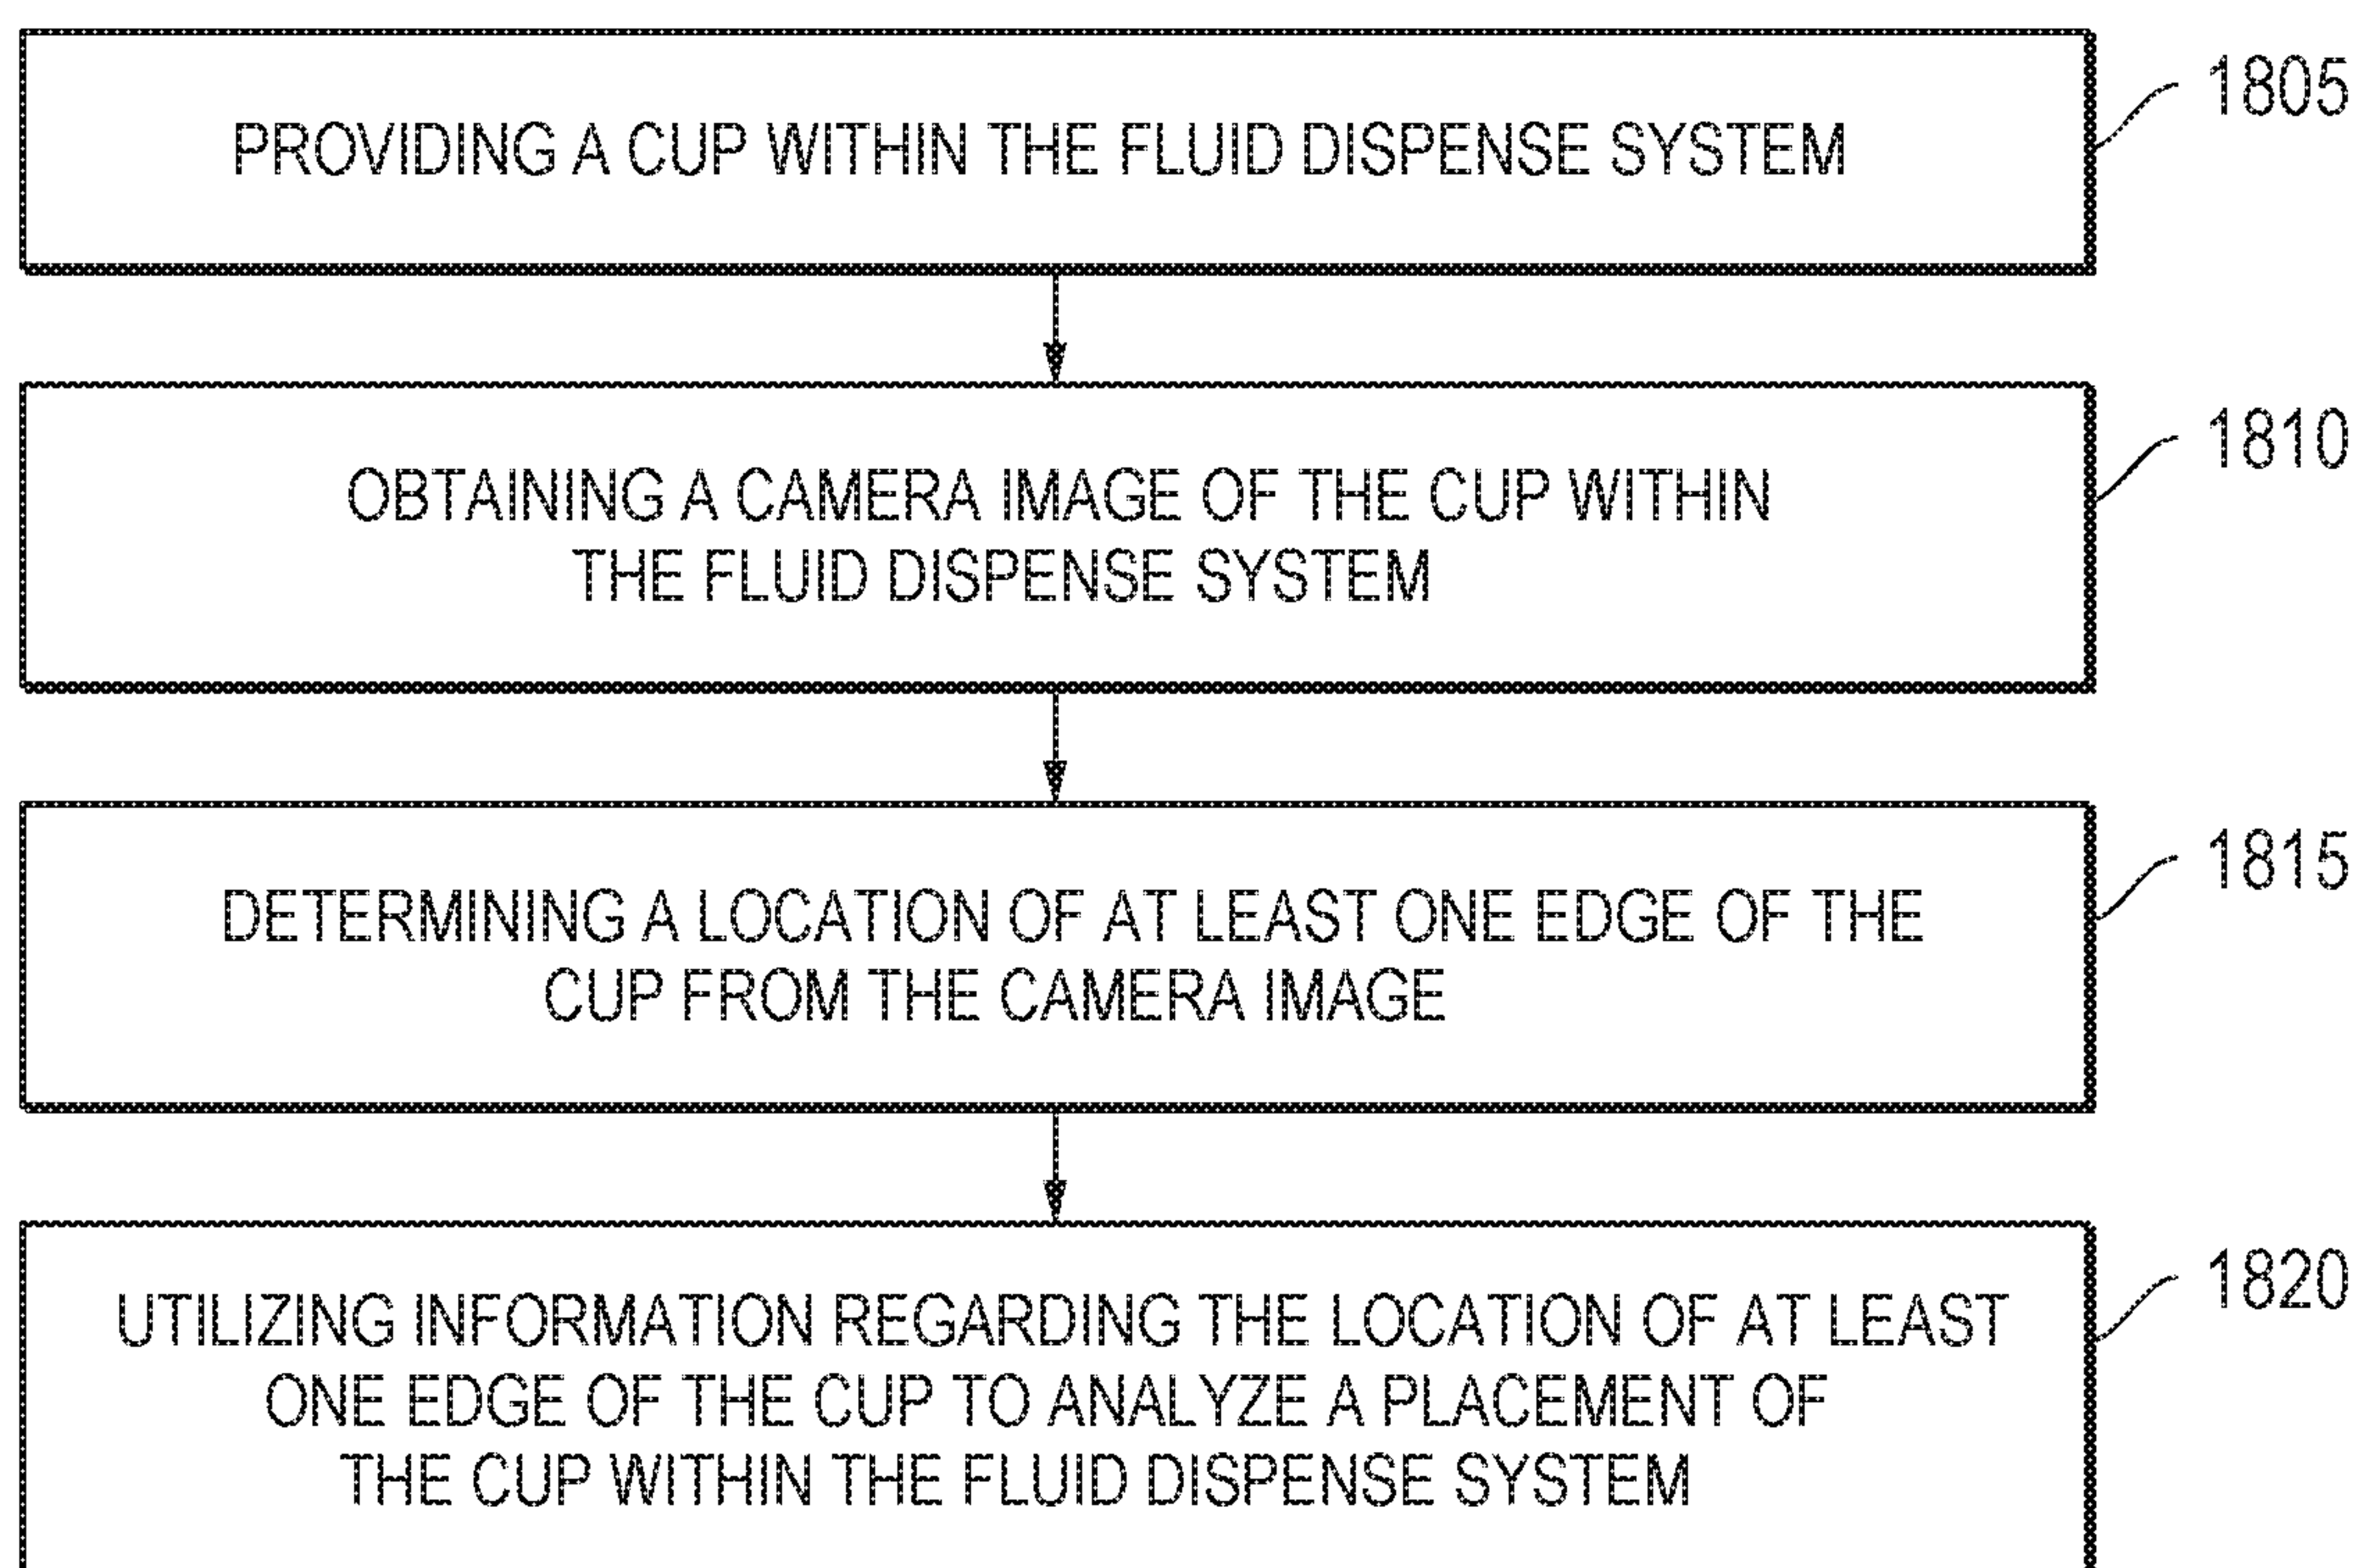 PROVIDING A CUP WITHIN THE FLUID DISPENSE SYSTEM
1805
OBTAINING A CAMERA IMAGE OF THE CUP WITHIN
THE FLUID DISPENSE SYSTEM
1810
DETERMINING A LOCATION OF AT LEAST ONE EDGE OF THE
CUP FROM THE CAMERA IMAGE
1815
UTILIZING INFORMATION REGARDING THE LOCATION OF AT LEAST
ONE EDGE OF THE CUP TO ANALYZE A PLACEMENT OF
THE CUP WITHIN THE FLUID DISPENSE SYSTEM
1820